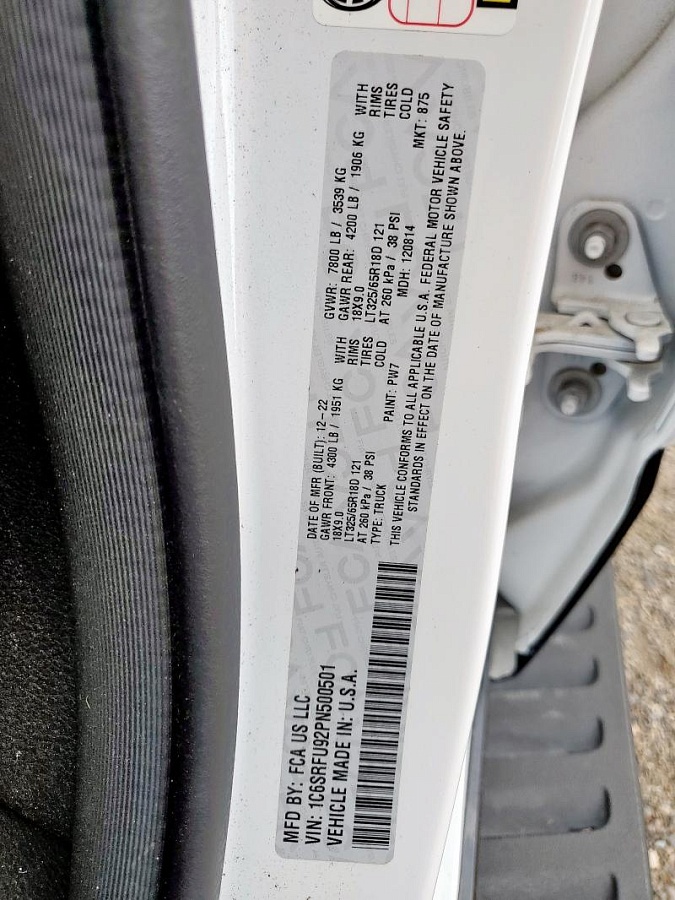 MFD BY: FCA US LLC
VIN: 1C6SRFU92PN500501
VEHICLE MADE IN: U.S.A.
DATE OF MFR (BUILT): 12-22 GVWR: 7800 LB / 3539 KG
GAWR FRONT: 4300 LB / 1951 KG WITH GAWR REAR: 4200 LB / 1906 KG WITH
18X9.0 RIMS 18X9.0 RIMS
LT325/65R18D 121 TIRES LT325/65R18D 121 TIRES
AT 260 kPa / 38 PSI COLD AT 260 kPa / 38 PSI COLD
TYPE: TRUCK PAINT: PW7 MDH: 120814 MKT: 875
THIS VEHICLE CONFORMS TO ALL APPLICABLE U.S.A. FEDERAL MOTOR VEHICLE SAFETY
STANDARDS IN EFFECT ON THE DATE OF MANUFACTURE SHOWN ABOVE.